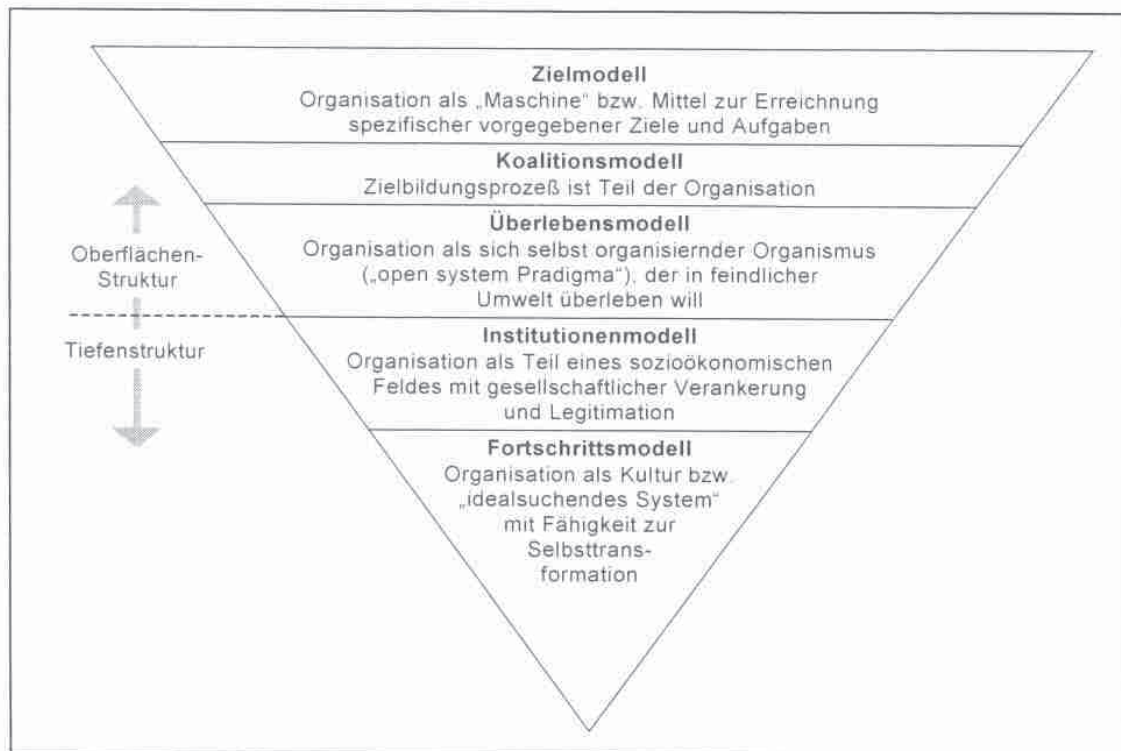 Zielmodell
Organisation als „Maschine“ bzw. Mittel zur Erreichnung
spezifischer vorgegebener Ziele und Aufgaben
Koalitionsmodell
Zielbildungsprozeß ist Teil der Organisation
Überlebensmodell
Organisation als sich selbst organisiernder Organismus
(„open system Pradigma“), der in feindlicher
Umwelt überleben will
Oberflächen-
Struktur
Tiefenstruktur
Institutionenmodell
Organisation als Teil eines sozioökonomischen
Feldes mit gesellschaftlicher Verankerung
und Legitimation
Fortschrittsmodell
Organisation als Kultur bzw.
„idealsuchendes System“
mit Fähigkeit zur
Selbsttrans-
formation